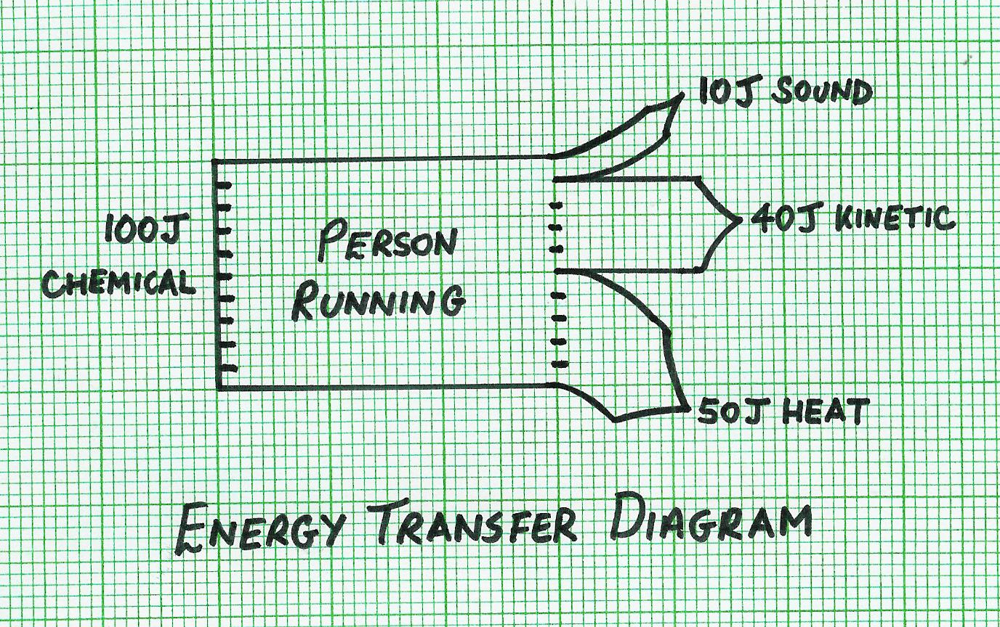 10J SOUND
100J
CHEMICAL
PERSON
RUNNING
40J KINETIC
50J HEAT
ENERGY TRANSFER DIAGRAM